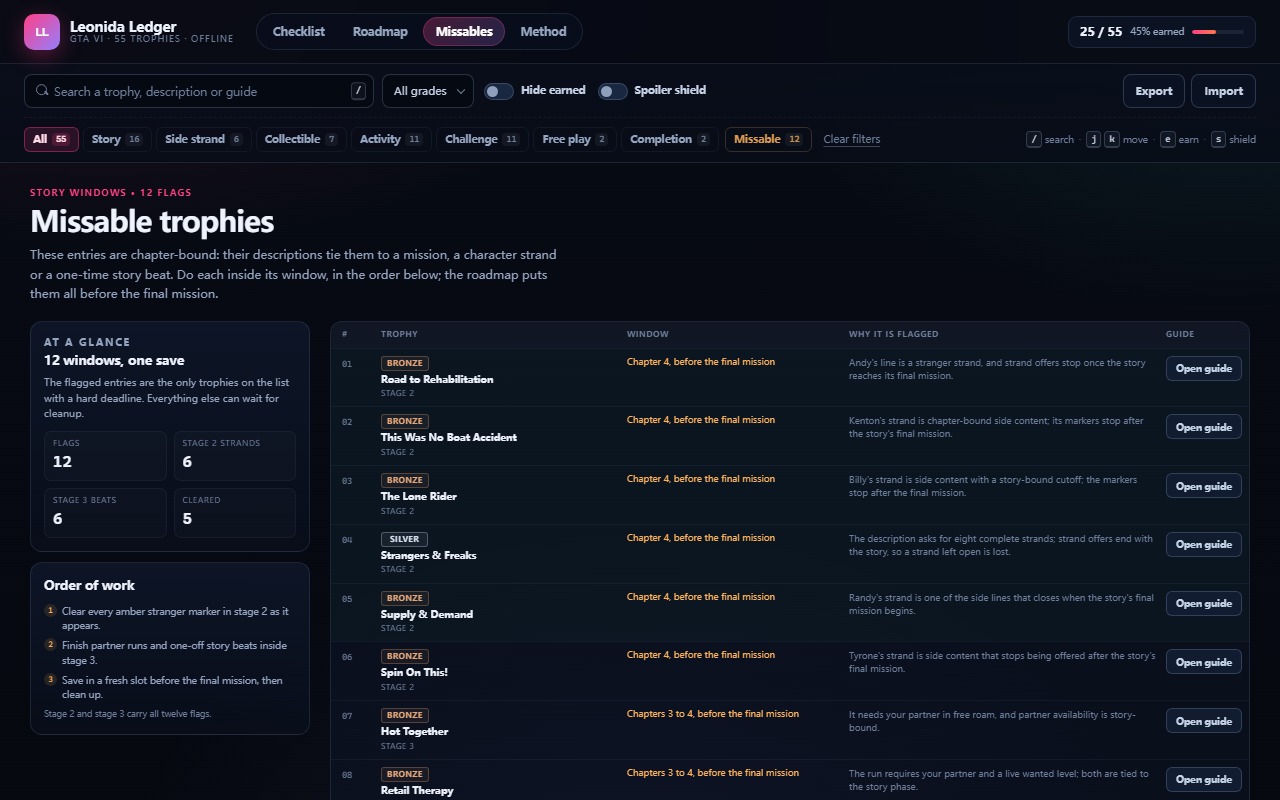 LL
Leonida Ledger
GTA VI · 55 TROPHIES · OFFLINE
Checklist
Roadmap
Missables
Method
25 / 55 45% earned
Search a trophy, description or guide /
All grades
Hide earned
Spoiler shield
Export
Import
All 55
Story 16
Side strand 6
Collectible 7
Activity 11
Challenge 11
Free play 2
Completion 2
Missable 12
Clear filters
/ search · j k move · e earn · s shield
STORY WINDOWS • 12 FLAGS
Missable trophies
These entries are chapter-bound: their descriptions tie them to a mission, a character strand
or a one-time story beat. Do each inside its window, in the order below; the roadmap puts
them all before the final mission.
AT A GLANCE
12 windows, one save
The flagged entries are the only trophies on the list
with a hard deadline. Everything else can wait for
cleanup.
FLAGS
12
STAGE 2 STRANDS
6
STAGE 3 BEATS
6
CLEARED
5
Order of work
1 Clear every amber stranger marker in stage 2 as it
appears.
2 Finish partner runs and one-off story beats inside
stage 3.
3 Save in a fresh slot before the final mission, then
clean up.
Stage 2 and stage 3 carry all twelve flags.
# TROPHY WINDOW WHY IT IS FLAGGED GUIDE
01
BRONZE
Road to Rehabilitation
STAGE 2
Chapter 4, before the final mission
Andy's line is a stranger strand, and strand offers stop once the story
reaches its final mission.
Open guide
02
BRONZE
This Was No Boat Accident
STAGE 2
Chapter 4, before the final mission
Kenton's strand is chapter-bound side content; its markers stop after
the story's final mission.
Open guide
03
BRONZE
The Lone Rider
STAGE 2
Chapter 4, before the final mission
Billy's strand is side content with a story-bound cutoff; the markers
stop after the final mission.
Open guide
04
SILVER
Strangers & Freaks
STAGE 2
Chapter 4, before the final mission
The description asks for eight complete strands; strand offers end with
the story, so a strand left open is lost.
Open guide
05
BRONZE
Supply & Demand
STAGE 2
Chapter 4, before the final mission
Randy's strand is one of the side lines that closes when the story's final
mission begins.
Open guide
06
BRONZE
Spin On This!
STAGE 2
Chapter 4, before the final mission
Tyrone's strand is side content that stops being offered after the story's
final mission.
Open guide
07
BRONZE
Hot Together
STAGE 3
Chapters 3 to 4, before the final mission
It needs your partner in free roam, and partner availability is story-
bound.
Open guide
08
BRONZE
Retail Therapy
Chapters 3 to 4, before the final mission
The run requires your partner and a live wanted level; both are tied to
the story phase.
Open guide